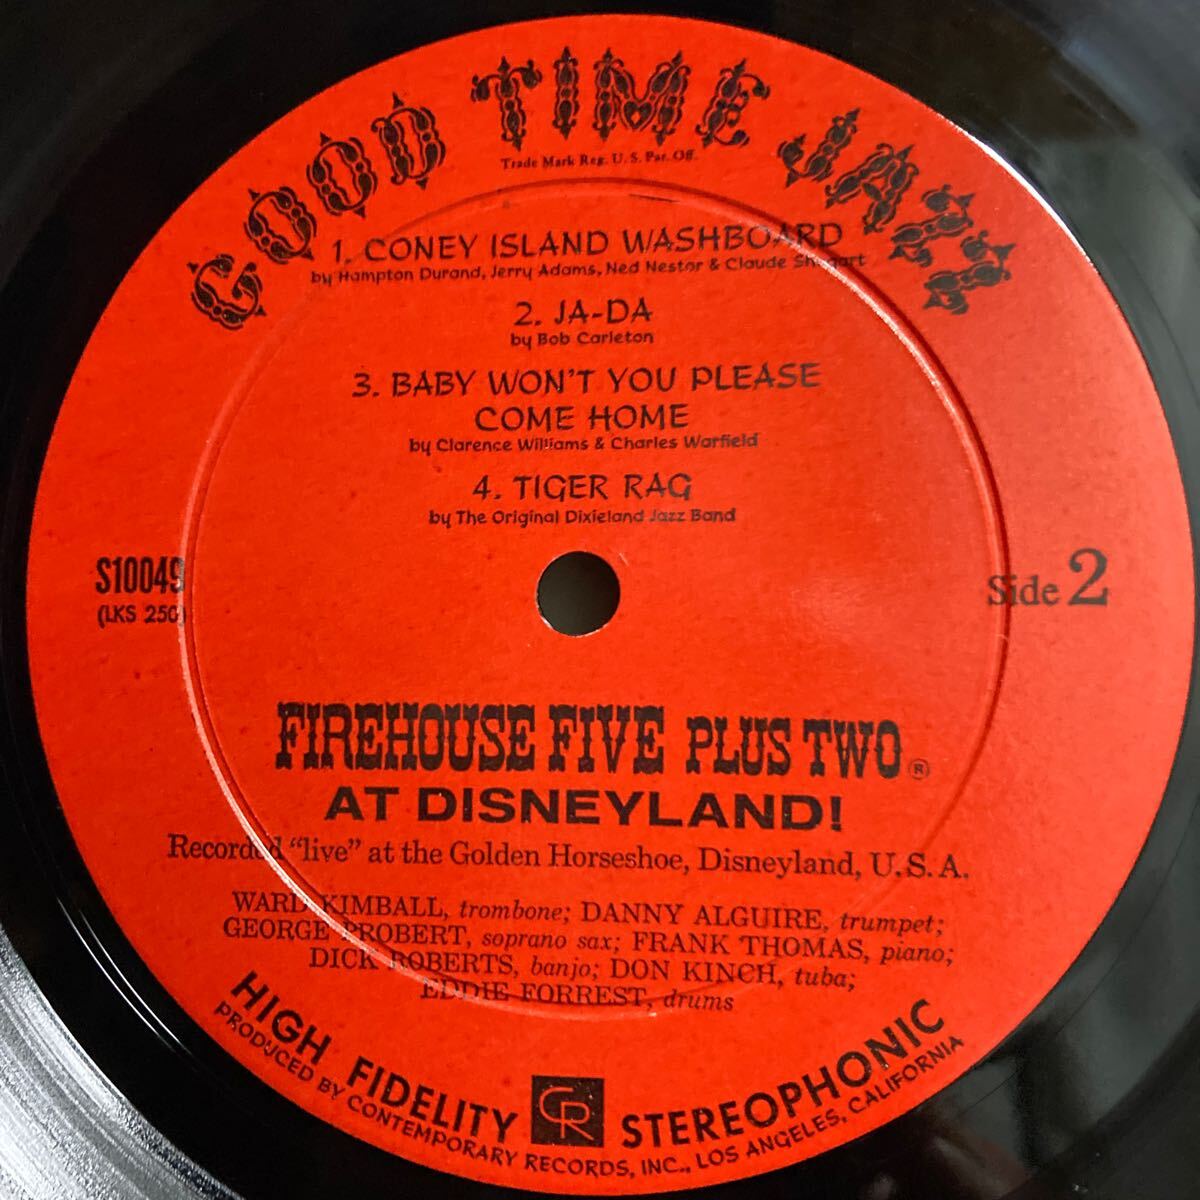 GOOD TIME JAZZ
Trade Mark Reg. U. S. Pat. Off.
1. CONEY ISLAND WASHBOARD
by Hampton Durand, Jerry Adams, Ned Nestor & Claude Shugart
2. JA-DA
by Bob Carleton
3. BABY WON'T YOU PLEASE
COME HOME
by Clarence Williams & Charles Warfield
4. TIGER RAG
by The Original Dixieland Jazz Band
S10049
(LKS 250)
Side 2
FIREHOUSE FIVE PLUS TWO ®
AT DISNEYLAND!
Recorded "live" at the Golden Horseshoe, Disneyland, U.S.A.
WARD KIMBALL, trombone; DANNY ALGUIRE, trumpet;
GEORGE PROBERT, soprano sax; FRANK THOMAS, piano;
DICK ROBERTS, banjo; DON KINCH, tuba;
EDDIE FORREST, drums
HIGH FIDELITY CR STEREOPHONIC
PRODUCED BY CONTEMPORARY RECORDS, INC., LOS ANGELES, CALIFORNIA